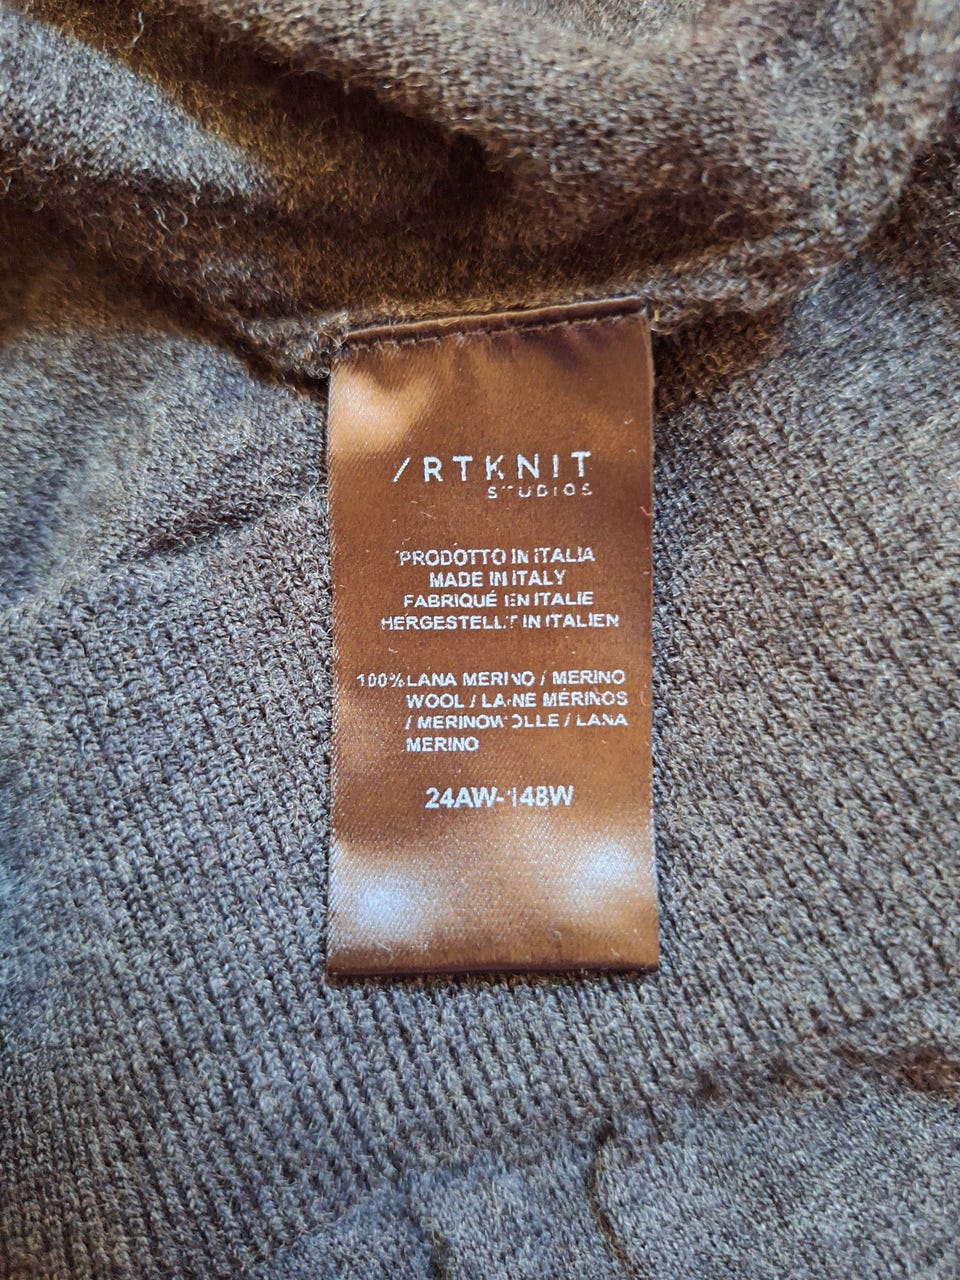 /RTKNIT
STUDIOS
PRODOTTO IN ITALIA
MADE IN ITALY
FABRIQUÉ EN ITALIE
HERGESTELLT IN ITALIEN
100% LANA MERINO / MERINO
WOOL / LAINE MÉRINOS
/ MERINOWOLLE / LANA
MERINO
24AW-148W